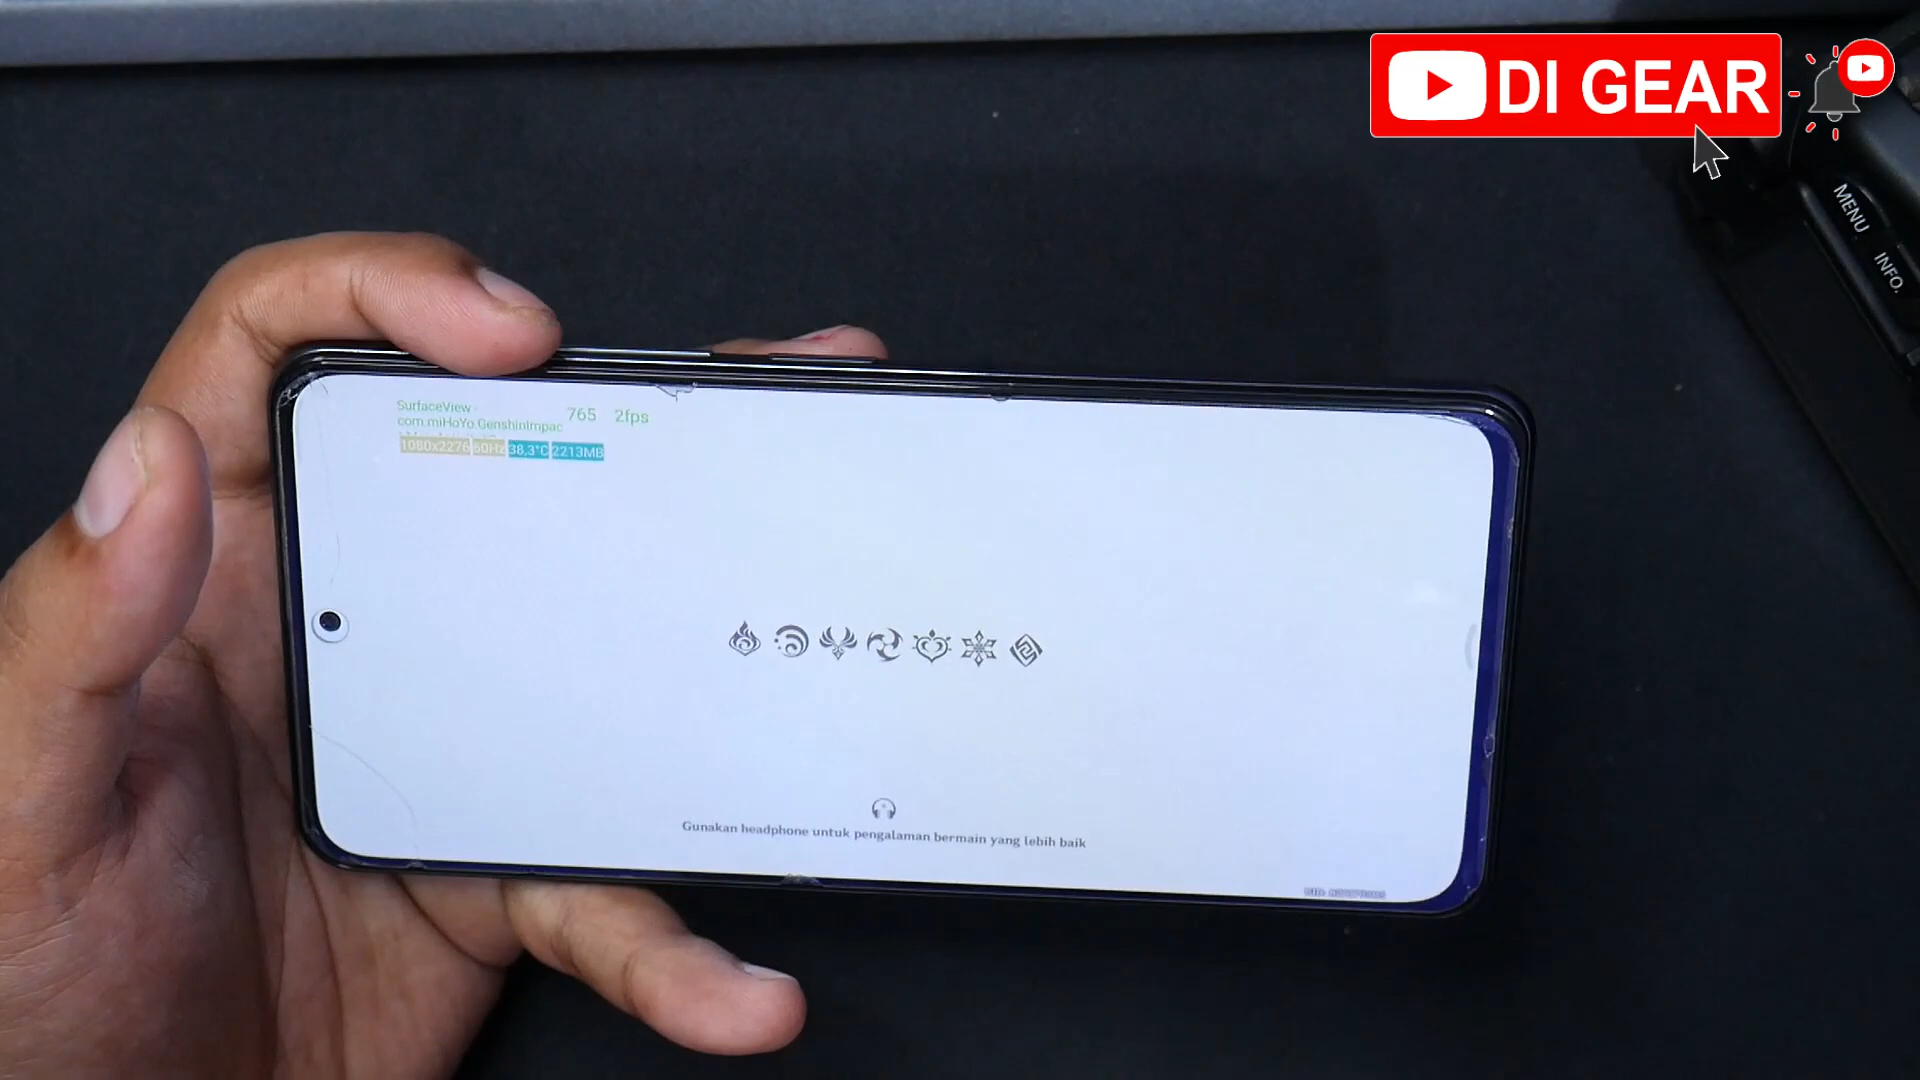 DI GEAR
MENU
INFO.
SurfaceView -
com.miHoYo.GenshinImpac
765 2fps
1080x2276 60Hz 38,3°C 2213MB
Gunakan headphone untuk pengalaman bermain yang lebih baik